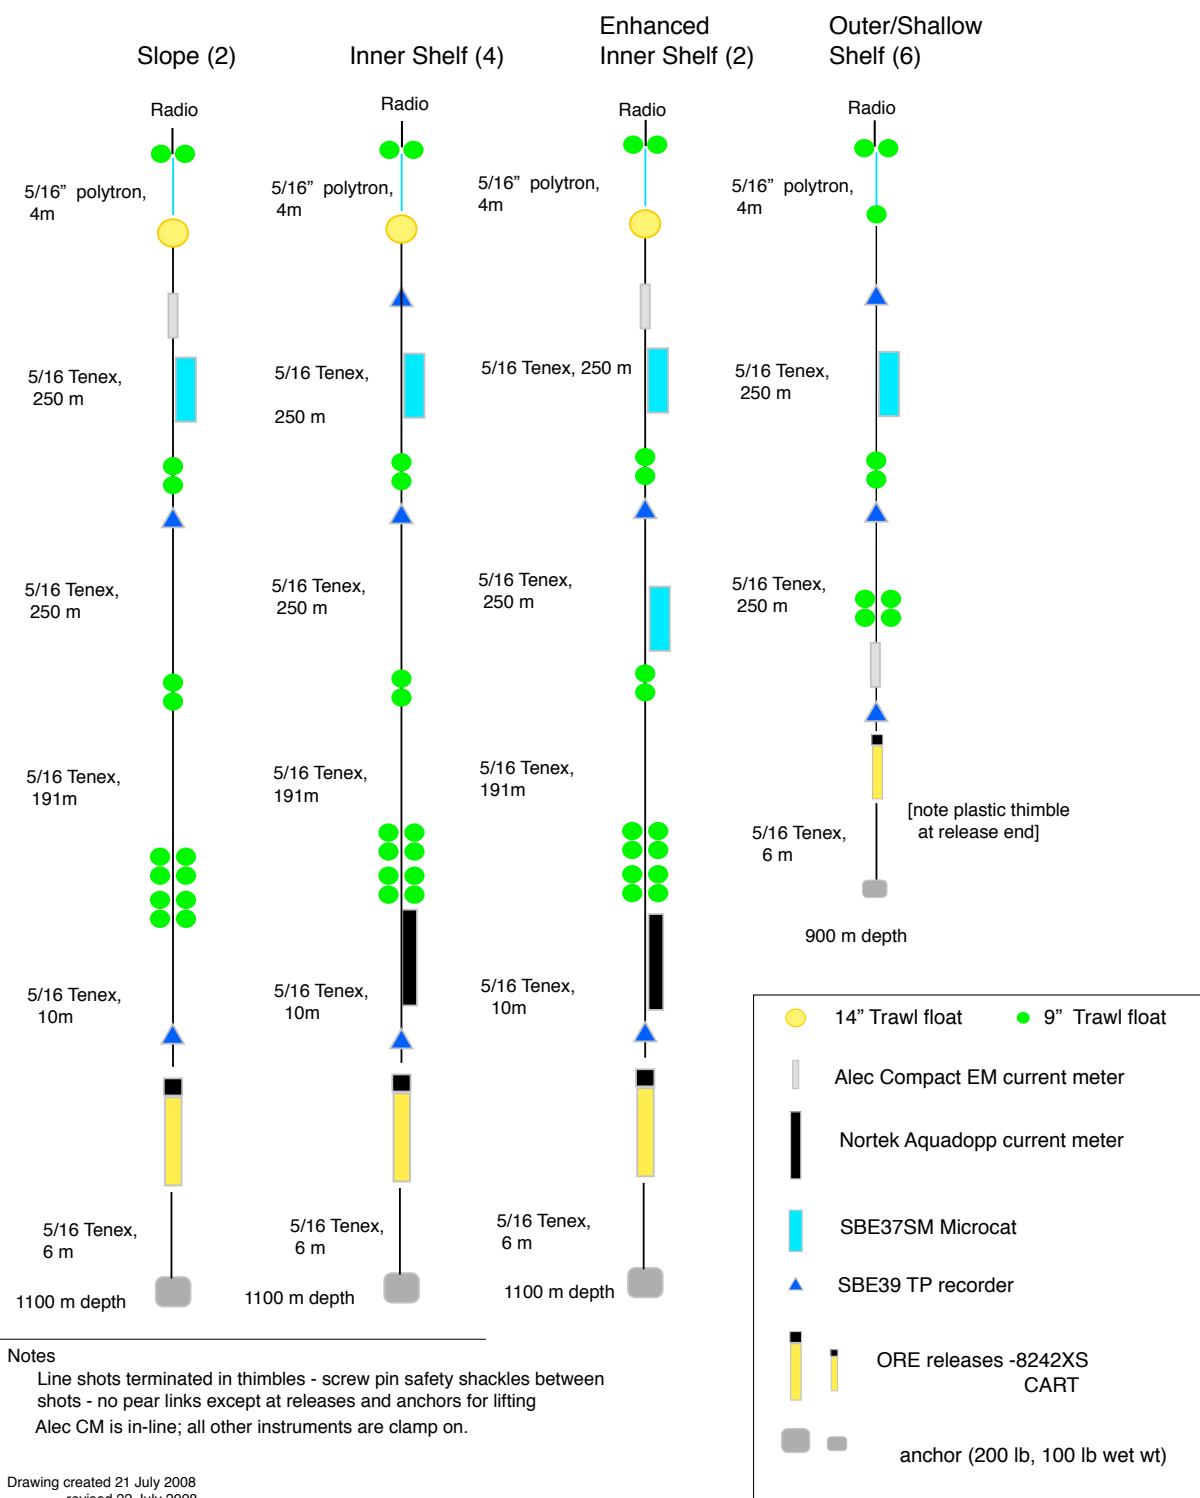 Slope (2)
Inner Shelf (4)
Enhanced
Inner Shelf (2)
Outer/Shallow
Shelf (6)
Radio
5/16” polytron,
4m
5/16 Tenex,
250 m
5/16 Tenex,
250 m
5/16 Tenex,
191m
5/16 Tenex,
10m
5/16 Tenex,
6 m
1100 m depth
Radio
5/16” polytron,
4m
5/16 Tenex,
250 m
5/16 Tenex,
250 m
5/16 Tenex,
191m
5/16 Tenex,
10m
5/16 Tenex,
6 m
1100 m depth
Radio
5/16” polytron,
4m
5/16 Tenex, 250 m
5/16 Tenex,
250 m
5/16 Tenex,
191m
5/16 Tenex,
10m
5/16 Tenex,
6 m
1100 m depth
Radio
5/16” polytron,
4m
5/16 Tenex,
250 m
5/16 Tenex,
250 m
[note plastic thimble
at release end]
5/16 Tenex,
6 m
900 m depth
14” Trawl float
9” Trawl float
Alec Compact EM current meter
Nortek Aquadopp current meter
SBE37SM Microcat
SBE39 TP recorder
ORE releases -8242XS
CART
anchor (200 lb, 100 lb wet wt)
Notes
Line shots terminated in thimbles - screw pin safety shackles between
shots - no pear links except at releases and anchors for lifting
Alec CM is in-line; all other instruments are clamp on.
Drawing created 21 July 2008
revised 22 July 2008